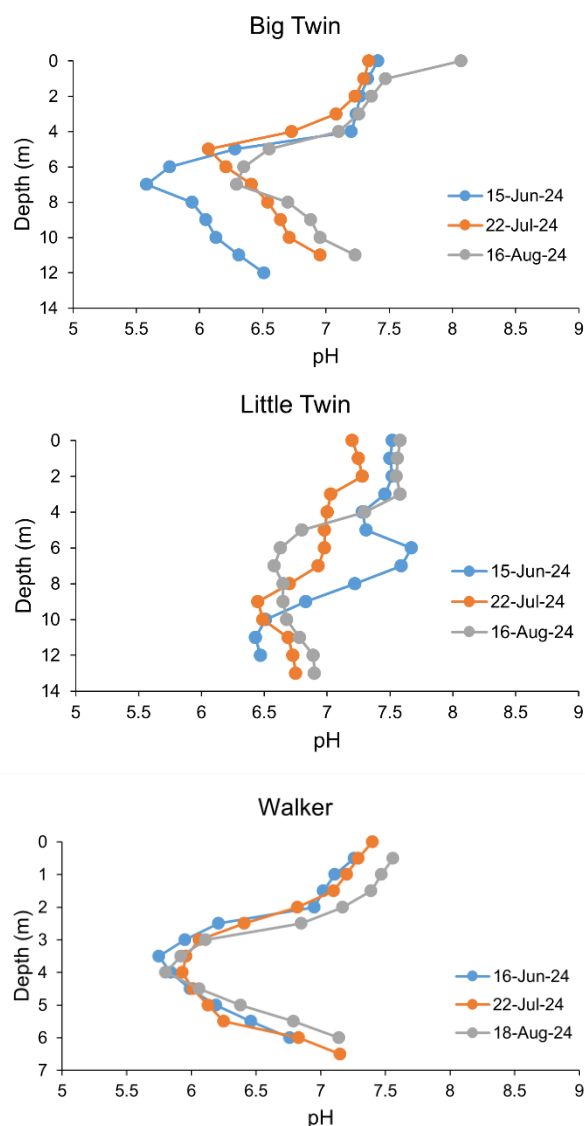 Big Twin
0
2
4
6
8
10
12
14
Depth (m)
15-Jun-24
22-Jul-24
16-Aug-24
5 5.5 6 6.5 7 7.5 8 8.5 9
pH
Little Twin
0
2
4
6
8
10
12
14
Depth (m)
15-Jun-24
22-Jul-24
16-Aug-24
5 5.5 6 6.5 7 7.5 8 8.5 9
pH
Walker
0
1
2
3
4
5
6
7
Depth (m)
16-Jun-24
22-Jul-24
18-Aug-24
5 5.5 6 6.5 7 7.5 8 8.5 9
pH